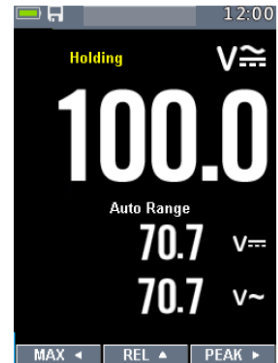 12:00
Holding V
100.0
Auto Range
70.7 V
70.7 V~
MAX ◄ REL ▲ PEAK ►